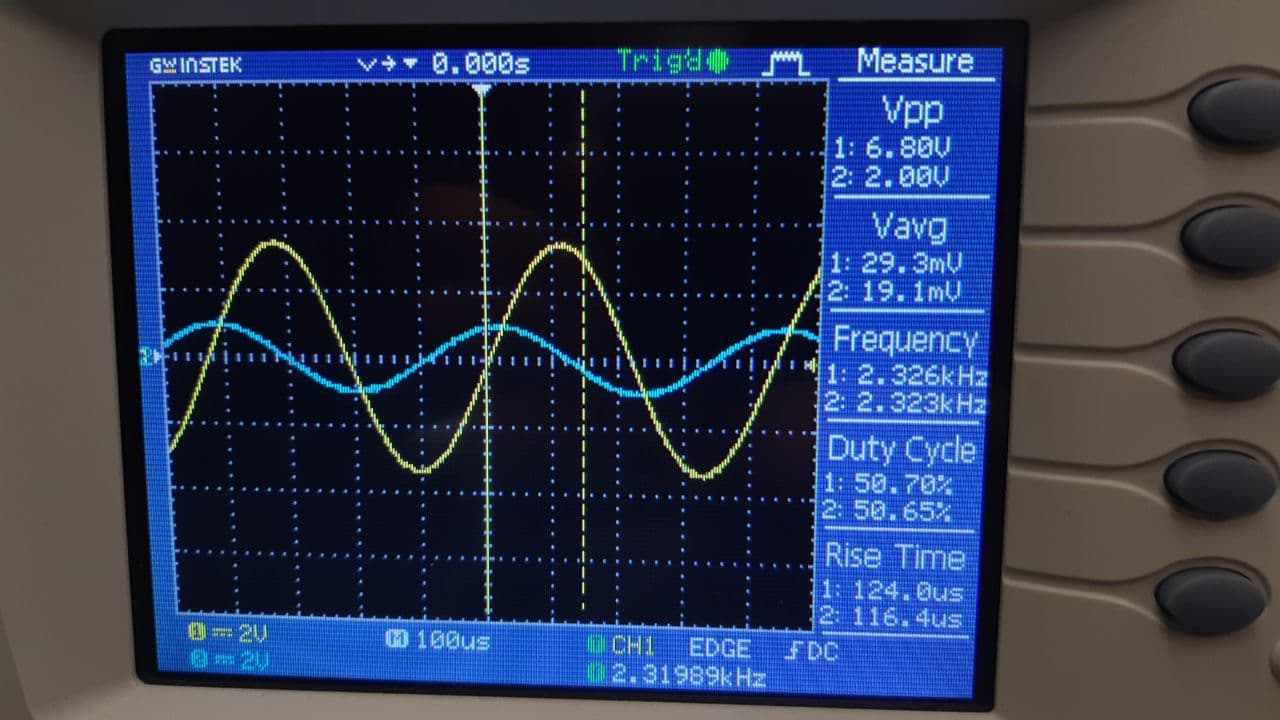 GWINSTEK 0.000s Trig'd Measure
Vpp
1: 6.80V
2: 2.00V
Vavg
1: 29.3mV
2: 19.1mV
Frequency
1: 2.326kHz
2: 2.323kHz
Duty Cycle
1: 50.70%
2: 50.65%
Rise Time
1: 124.0us
2: 116.4us
1 2V M 100us CH1 EDGE DC
2 2V 2.31989kHz